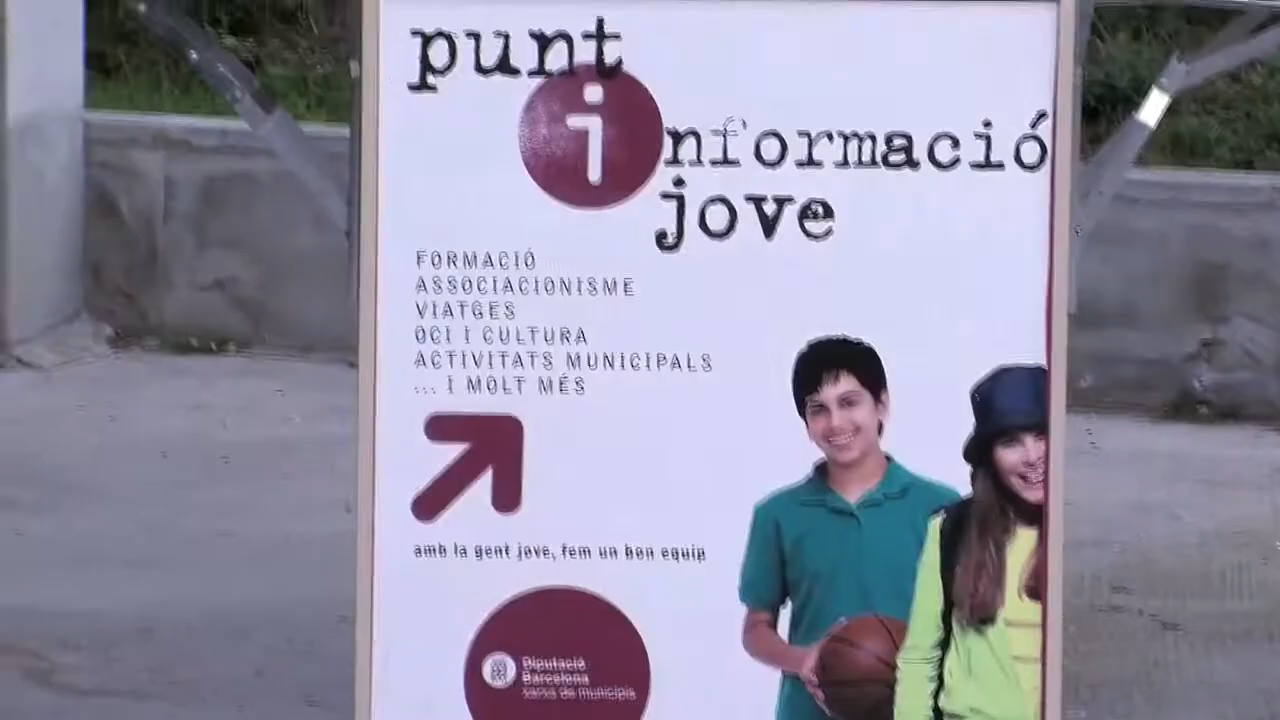 punt
informació
jove
FORMACIÓ
ASSOCIACIONISME
VIATGES
OCI I CULTURA
ACTIVITATS MUNICIPALS
... I MOLT MÉS
amb la gent jove, fem un bon equip
Diputació
Barcelona
xarxa de municipis